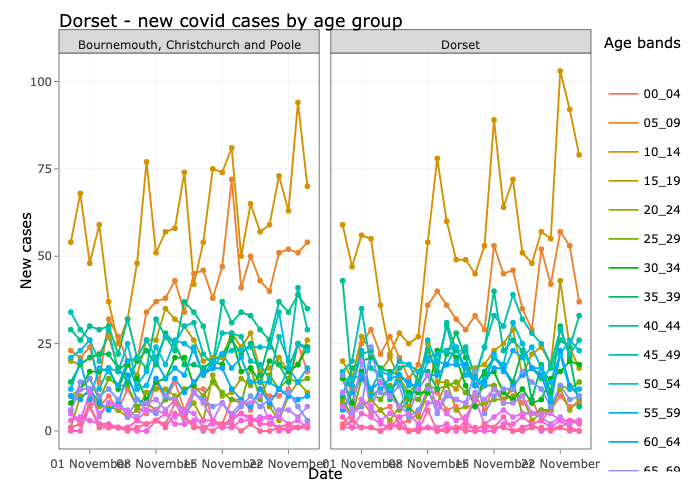 Dorset - new covid cases by age group
Bournemouth, Christchurch and Poole
Dorset
Age bands
00_04
05_09
10_14
15_19
20_24
25_29
30_34
35_39
40_44
45_49
50_54
55_59
60_64
65_69
New cases
100
75
50
25
0
01 November 08 November 15 November 22 November
01 November 08 November 15 November 22 November
Date